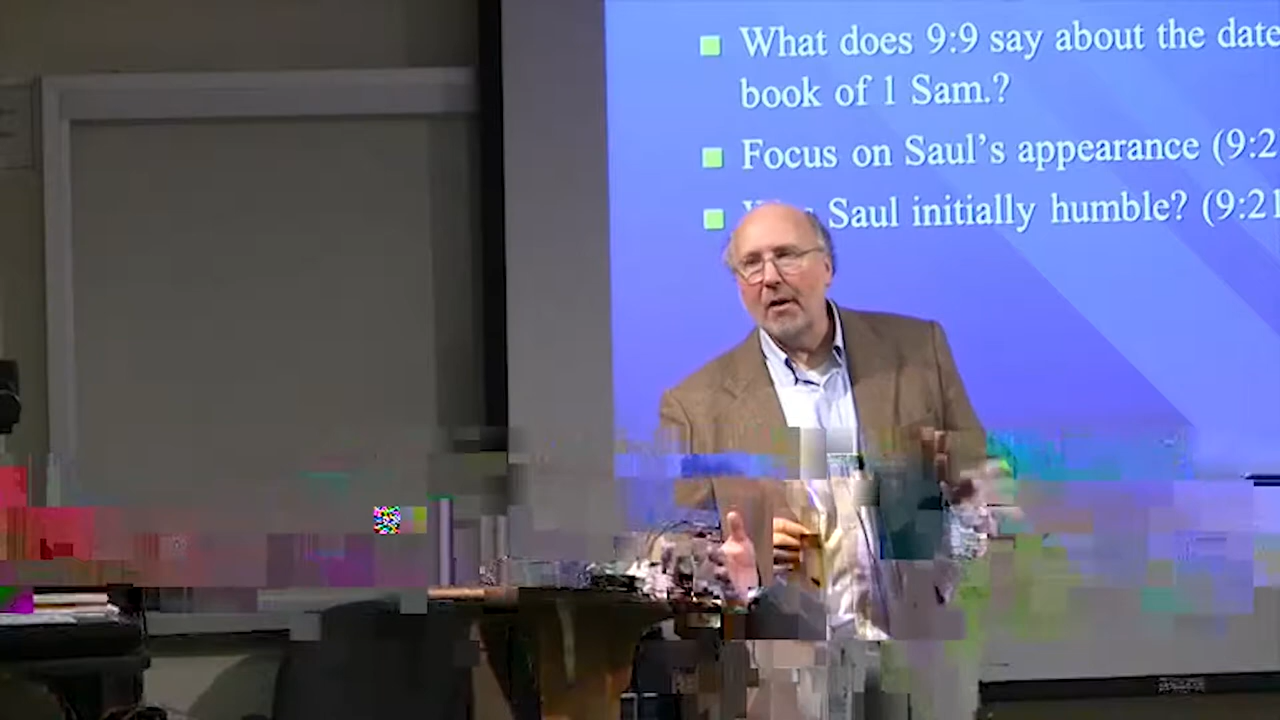 What does 9:9 say about the date
book of 1 Sam.?
Focus on Saul's appearance (9:2
Saul initially humble? (9:21